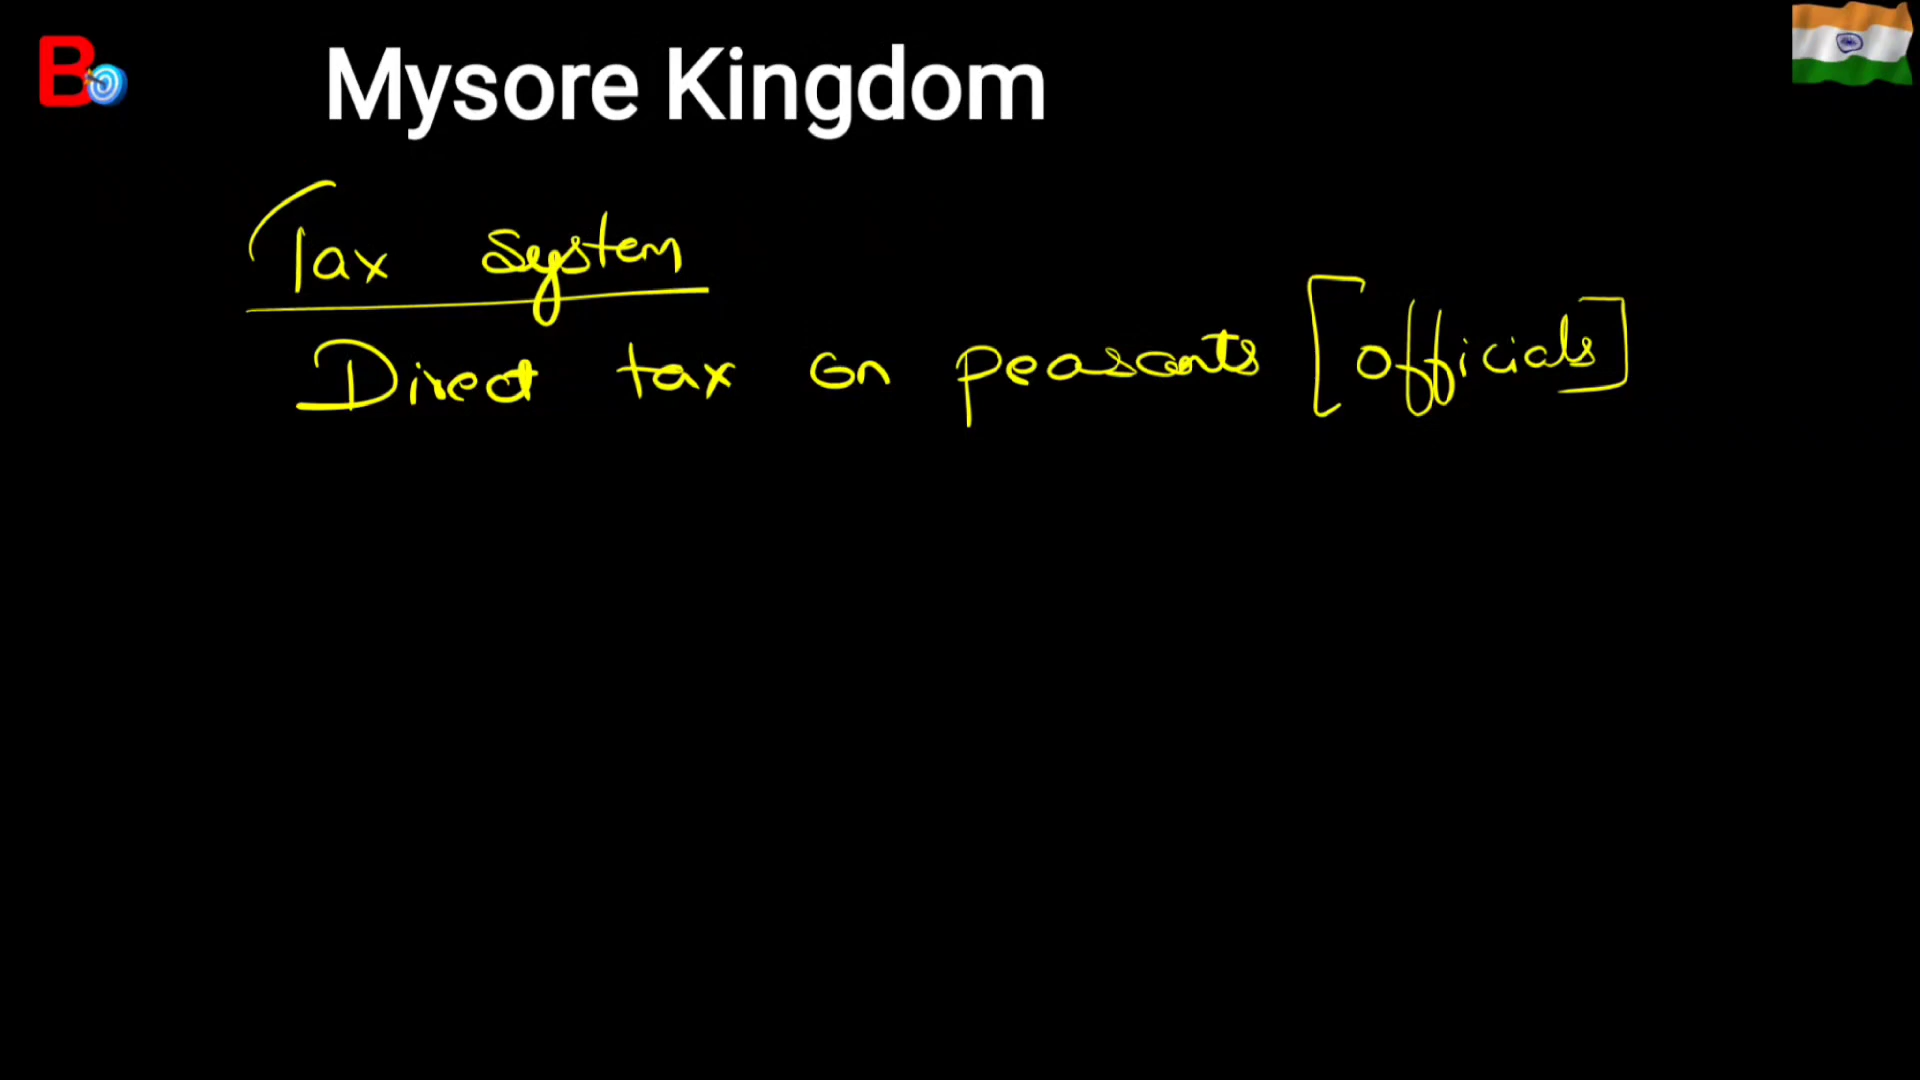 B
Mysore Kingdom
Tax system
Direct tax on peasants [officials]